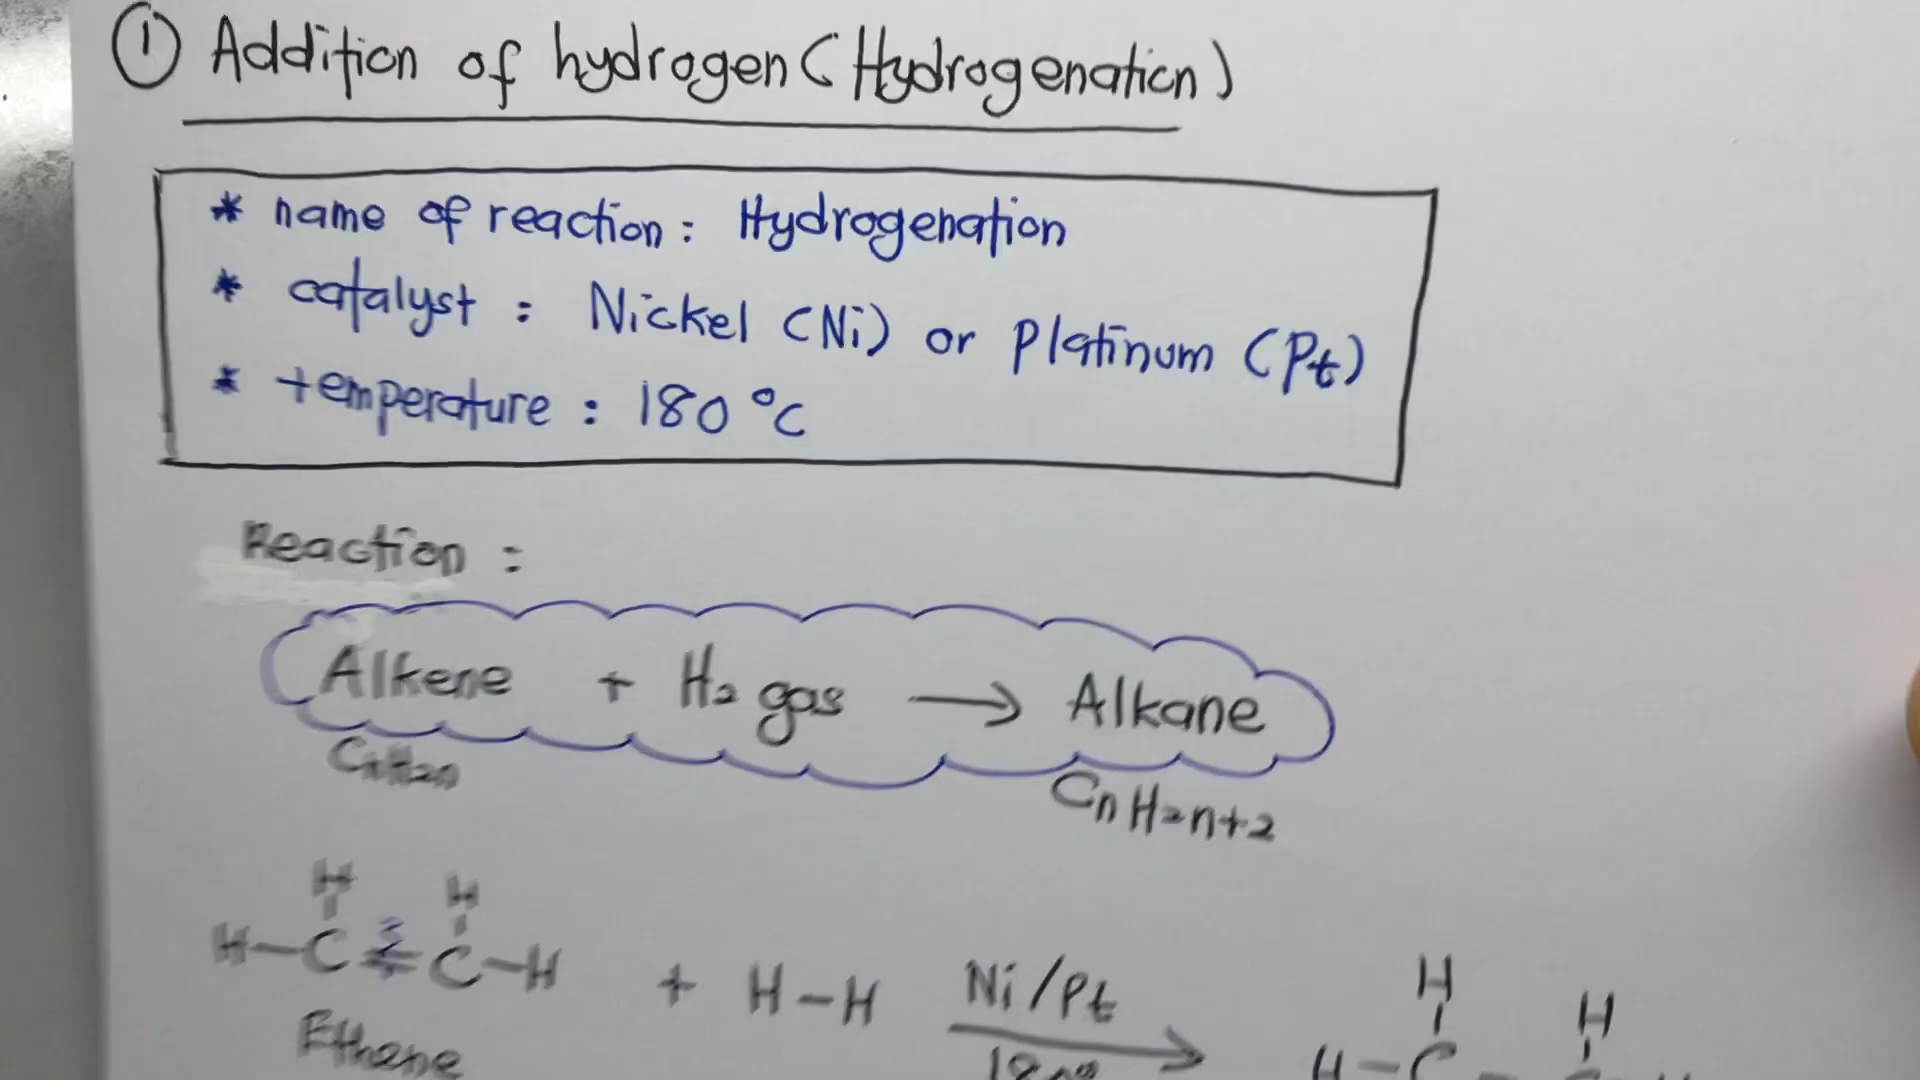 ① Addition of hydrogen (Hydrogenation)
* name of reaction : Hydrogenation
* catalyst : Nickel (Ni) or Platinum (Pt)
* temperature : 180 °C
Reaction :
Alkene + H2 gas → Alkane
CnH2n CnH2n+2
H H
H-C=C-H + H-H Ni/Pt H H
Ethene H-C